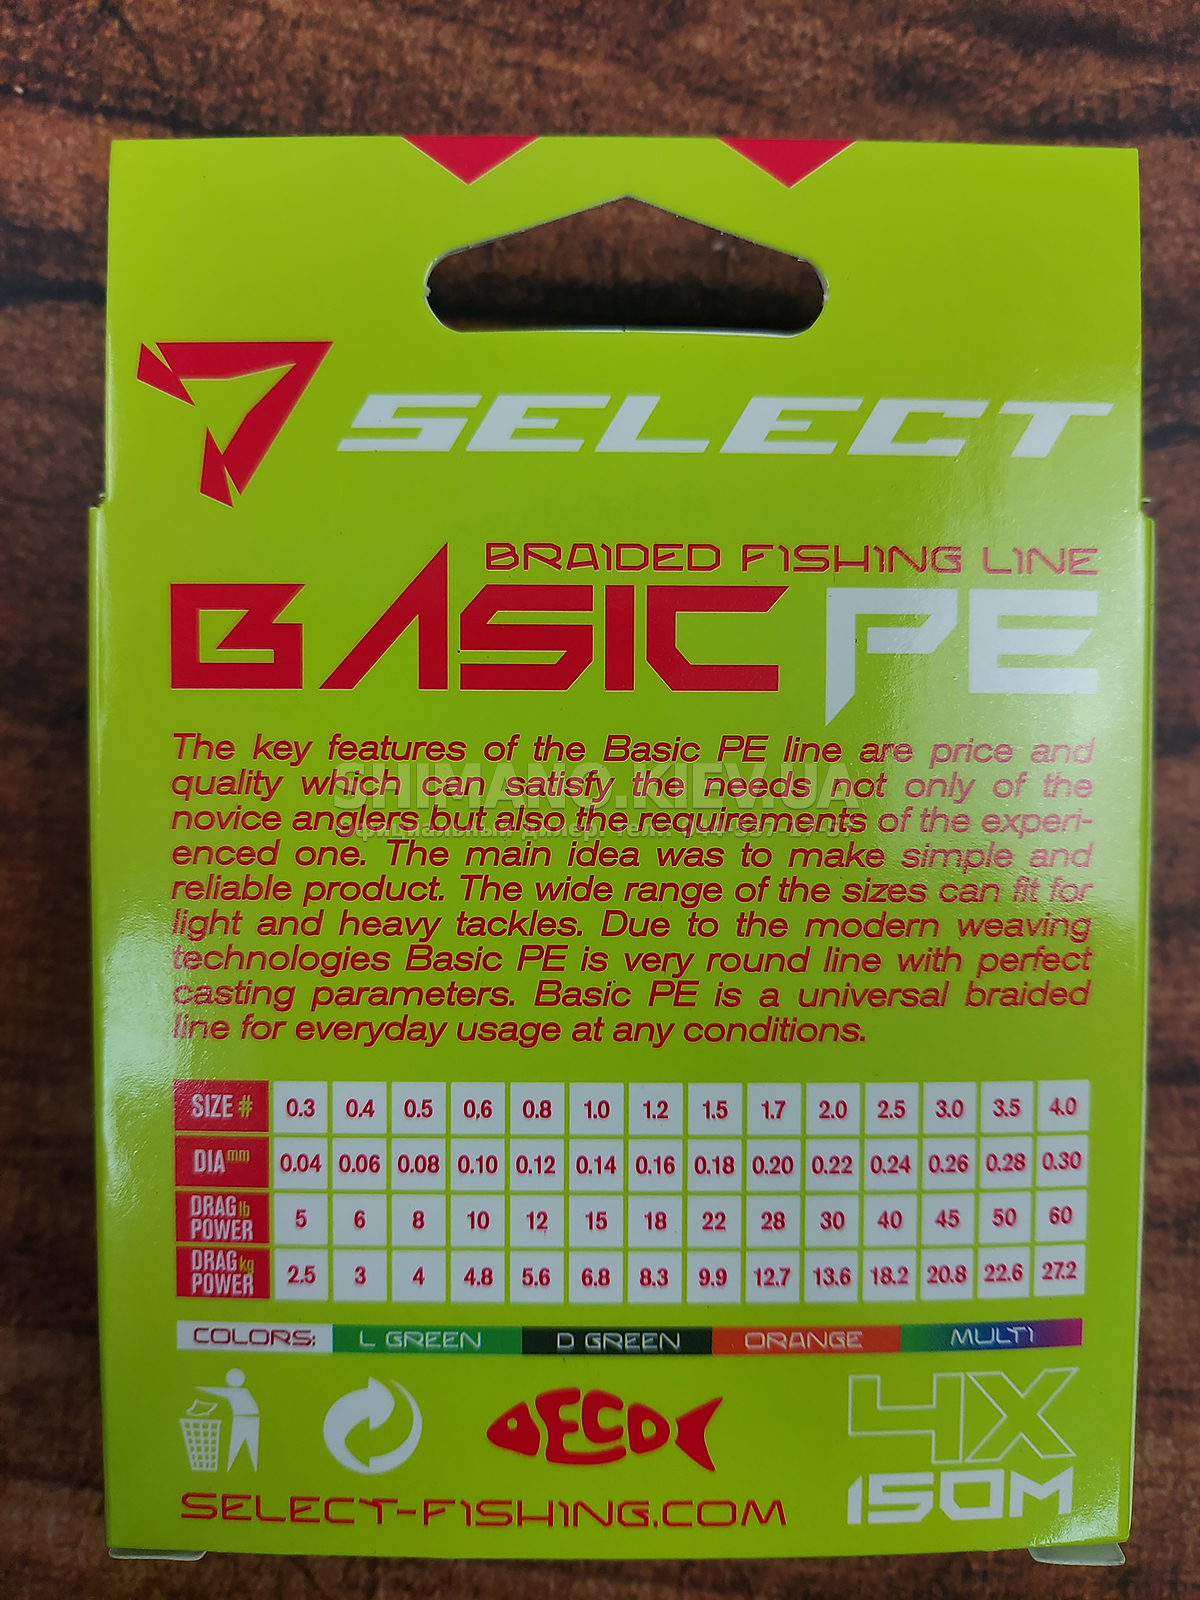 SELECT
BRAIDED FISHING LINE
BASIC PE
The key features of the Basic PE line are price and
quality which can satisfy the needs not only of the
novice anglers but also the requirements of the experi-
enced one. The main idea was to make simple and
reliable product. The wide range of the sizes can fit for
light and heavy tackles. Due to the modern weaving
technologies Basic PE is very round line with perfect
casting parameters. Basic PE is a universal braided
line for everyday usage at any conditions.
SHIMANO.KIEV.UA
официальный дилер, тел.:
SIZE # 0.3 0.4 0.5 0,6 0.8 1.0 1.2 1.5 1.7 2.0 2.5 3.0 3.5 4.0
DIA mm 0.04 0.06 0.08 0.10 0.12 0.14 0.16 0.18 0.20 0.22 0.24 0.26 0.28 0.30
DRAG lb POWER 5 6 8 10 12 15 18 22 28 30 40 45 50 60
DRAG kg POWER 2.5 3 4 4.8 5.6 6.8 8.3 9.9 12.7 13.6 18.2 20.8 22.6 27.2
COLORS: L GREEN D GREEN ORANGE MULTI
ECO
4X
150M
SELECT-FISHING.COM